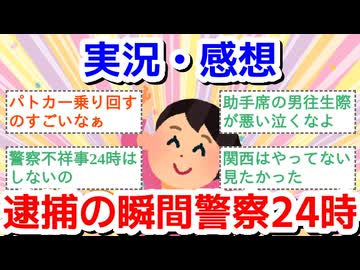 実況・感想
パトカー乗り回す
のすごいなぁ
助手席の男往生際
が悪い泣くなよ
警察不祥事24時は
しないの
関西はやってない
見たかった
逮捕の瞬間警察24時